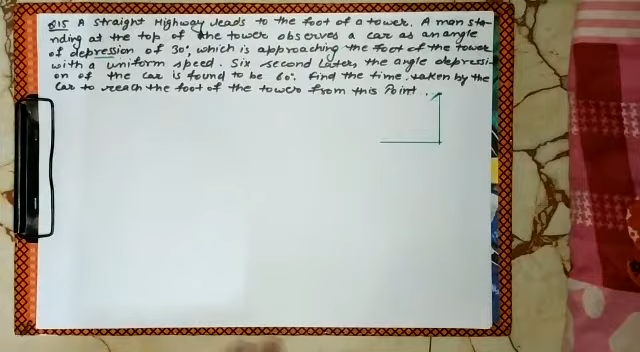 Q15 A Straight Highway leads to the foot of a tower. A man sta-
nding at the top of the tower observes a car as an angle
of depression of 30°, which is approaching the foot of the tower
with a uniform speed. Six second later, the angle depressi-
on of the car is found to be 60°. Find the time taken by the
Car to reach the foot of the tower from this Point...